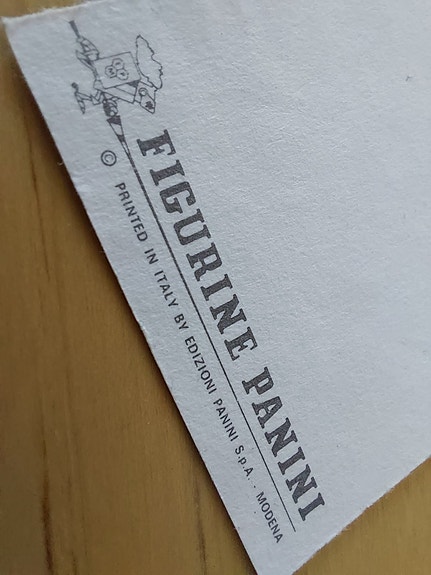 FIGURINE PANINI
© PRINTED IN ITALY BY EDIZIONI PANINI S.p.A. - MODENA